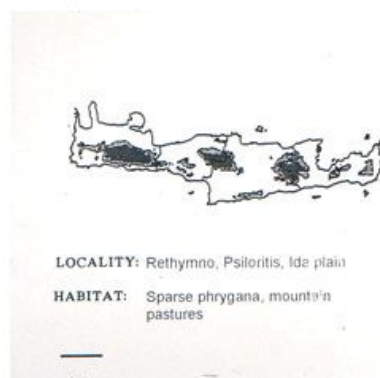 LOCALITY: Rethymno, Psiloritis, Ida plain
HABITAT: Sparse phrygana, mountain
pastures